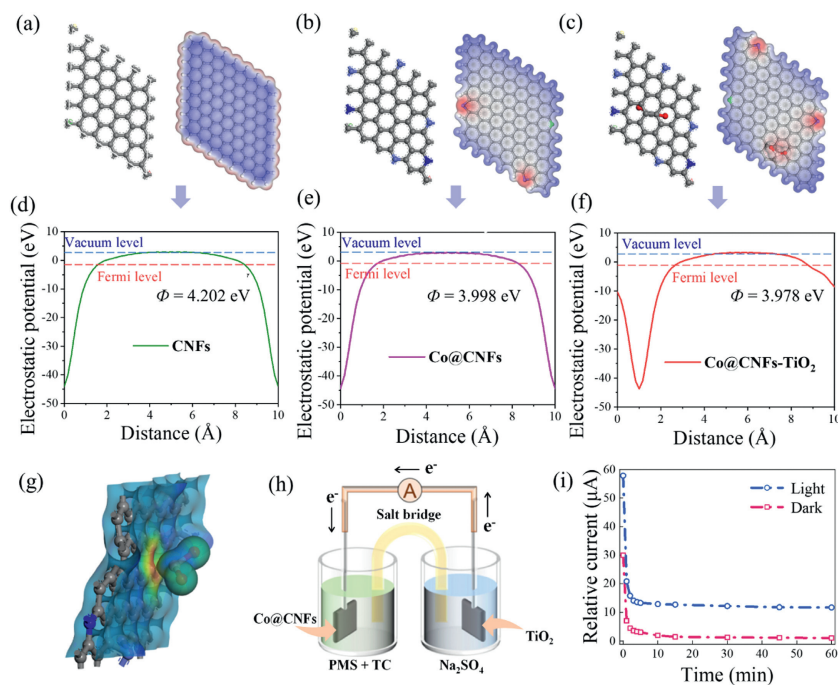 (a)
(b)
(c)
(d)
Electrostatic potential (eV)
10
0
-10
-20
-30
-40
-50
Vacuum level
Fermi level
Φ = 4.202 eV
CNFs
0 2 4 6 8 10
Distance (Å)
(e)
Electrostatic potential (eV)
10
0
-10
-20
-30
-40
-50
Vacuum level
Fermi level
Φ = 3.998 eV
Co@CNFs
0 2 4 6 8 10
Distance (Å)
(f)
Electrostatic potential (eV)
10
0
-10
-20
-30
-40
-50
Vacuum level
Fermi level
Φ = 3.978 eV
Co@CNFs-TiO₂
0 2 4 6 8 10
Distance (Å)
(g)
(h)
e⁻
A
e⁻
e⁻
Salt bridge
Co@CNFs
TiO₂
PMS + TC
Na₂SO₄
(i)
Relative current (μA)
60
50
40
30
20
10
0
Light
Dark
0 10 20 30 40 50 60
Time (min)